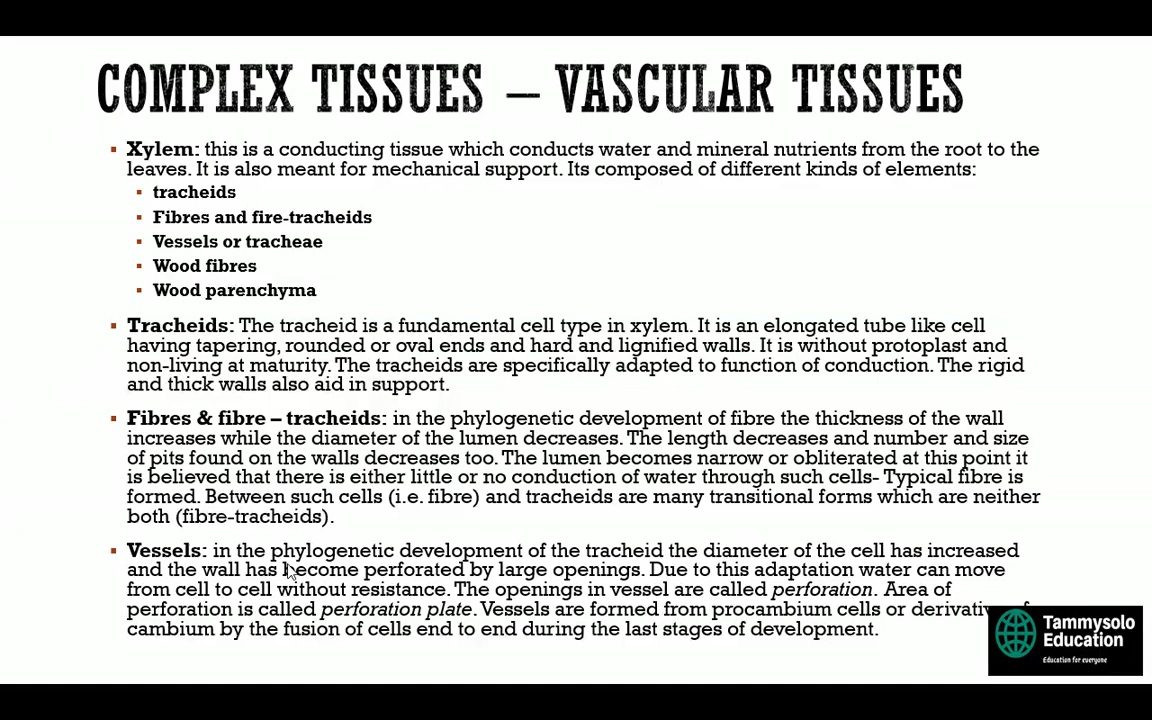 COMPLEX TISSUES – VASCULAR TISSUES
▪ Xylem: this is a conducting tissue which conducts water and mineral nutrients from the root to the
leaves. It is also meant for mechanical support. Its composed of different kinds of elements:
▪ tracheids
▪ Fibres and fire-tracheids
▪ Vessels or tracheae
▪ Wood fibres
▪ Wood parenchyma
▪ Tracheids: The tracheid is a fundamental cell type in xylem. It is an elongated tube like cell
having tapering, rounded or oval ends and hard and lignified walls. It is without protoplast and
non-living at maturity. The tracheids are specifically adapted to function of conduction. The rigid
and thick walls also aid in support.
▪ Fibres & fibre – tracheids: in the phylogenetic development of fibre the thickness of the wall
increases while the diameter of the lumen decreases. The length decreases and number and size
of pits found on the walls decreases too. The lumen becomes narrow or obliterated at this point it
is believed that there is either little or no conduction of water through such cells- Typical fibre is
formed. Between such cells (i.e. fibre) and tracheids are many transitional forms which are neither
both (fibre-tracheids).
▪ Vessels: in the phylogenetic development of the tracheid the diameter of the cell has increased
and the wall has become perforated by large openings. Due to this adaptation water can move
from cell to cell without resistance. The openings in vessel are called perforation. Area of
perforation is called perforation plate. Vessels are formed from procambium cells or
cambium by the fusion of cells end to end during the last stages of development.
Tammysolo
Education
Education for everyone